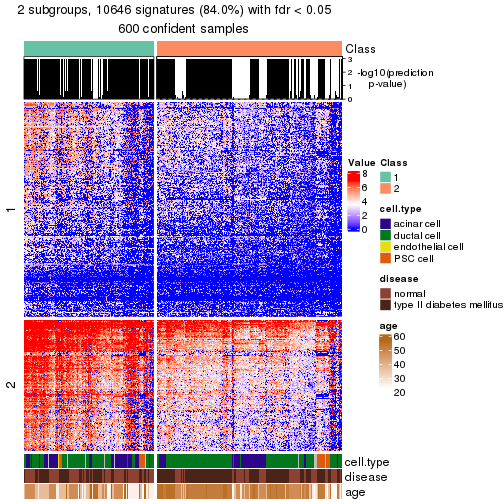 2 subgroups, 10646 signatures (84.0%) with fdr < 0.05
600 confident samples
Class
3
2
1
0
-log10(prediction
p-value)
1
2
Value
8
6
4
2
0
Class
1
2
cell.type
acinar cell
ductal cell
endothelial cell
PSC cell
disease
normal
type II diabetes mellitus
age
60
50
40
30
20
cell.type
disease
age